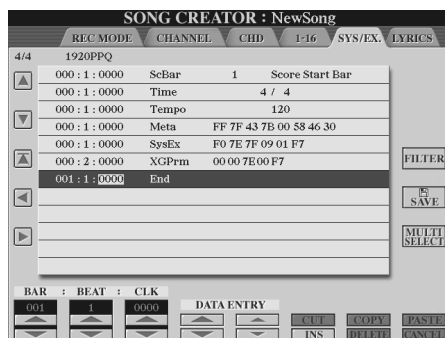 SONG CREATOR : NewSong
REC MODE CHANNEL CHD 1-16 SYS/EX. LYRICS
4/4 1920PPQ
000 : 1 : 0000 ScBar 1 Score Start Bar
000 : 1 : 0000 Time 4 / 4
000 : 1 : 0000 Tempo 120
000 : 1 : 0000 Meta FF 7F 43 7B 00 58 46 30
000 : 1 : 0000 SysEx F0 7E 7F 09 01 F7
000 : 2 : 0000 XGPrm 00 00 7E 00 F7
001 : 1 : 0000 End
FILTER
SAVE
MULTI
SELECT
BAR : BEAT : CLK DATA ENTRY
001 1 0000
CUT COPY PASTE
INS DELETE CANCEL